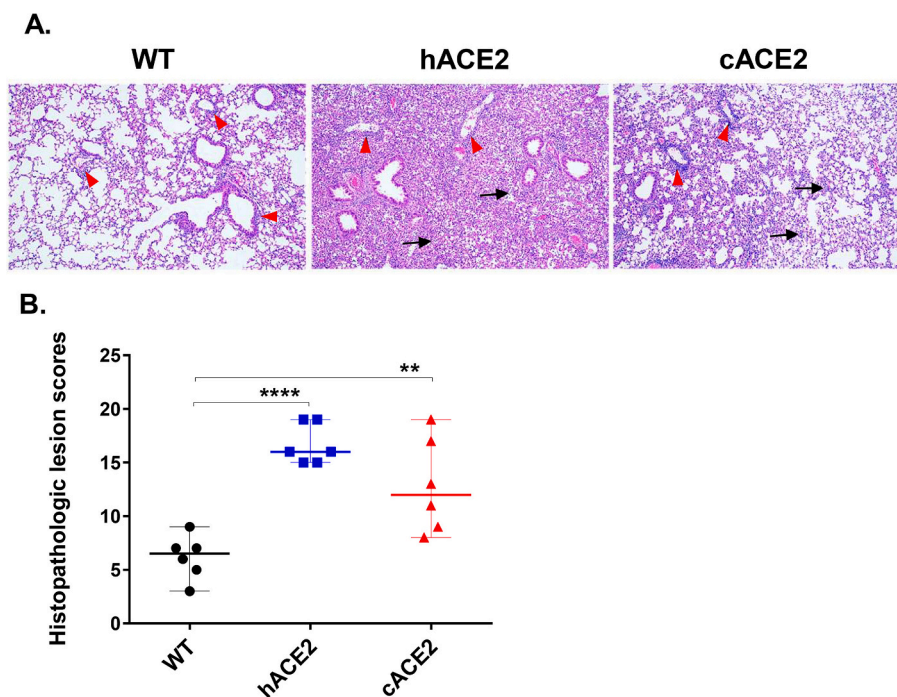 A.
WT hACE2 cACE2
B.
Histopathologic lesion scores
25
20
15
10
5
0
****
**
WT hACE2 cACE2